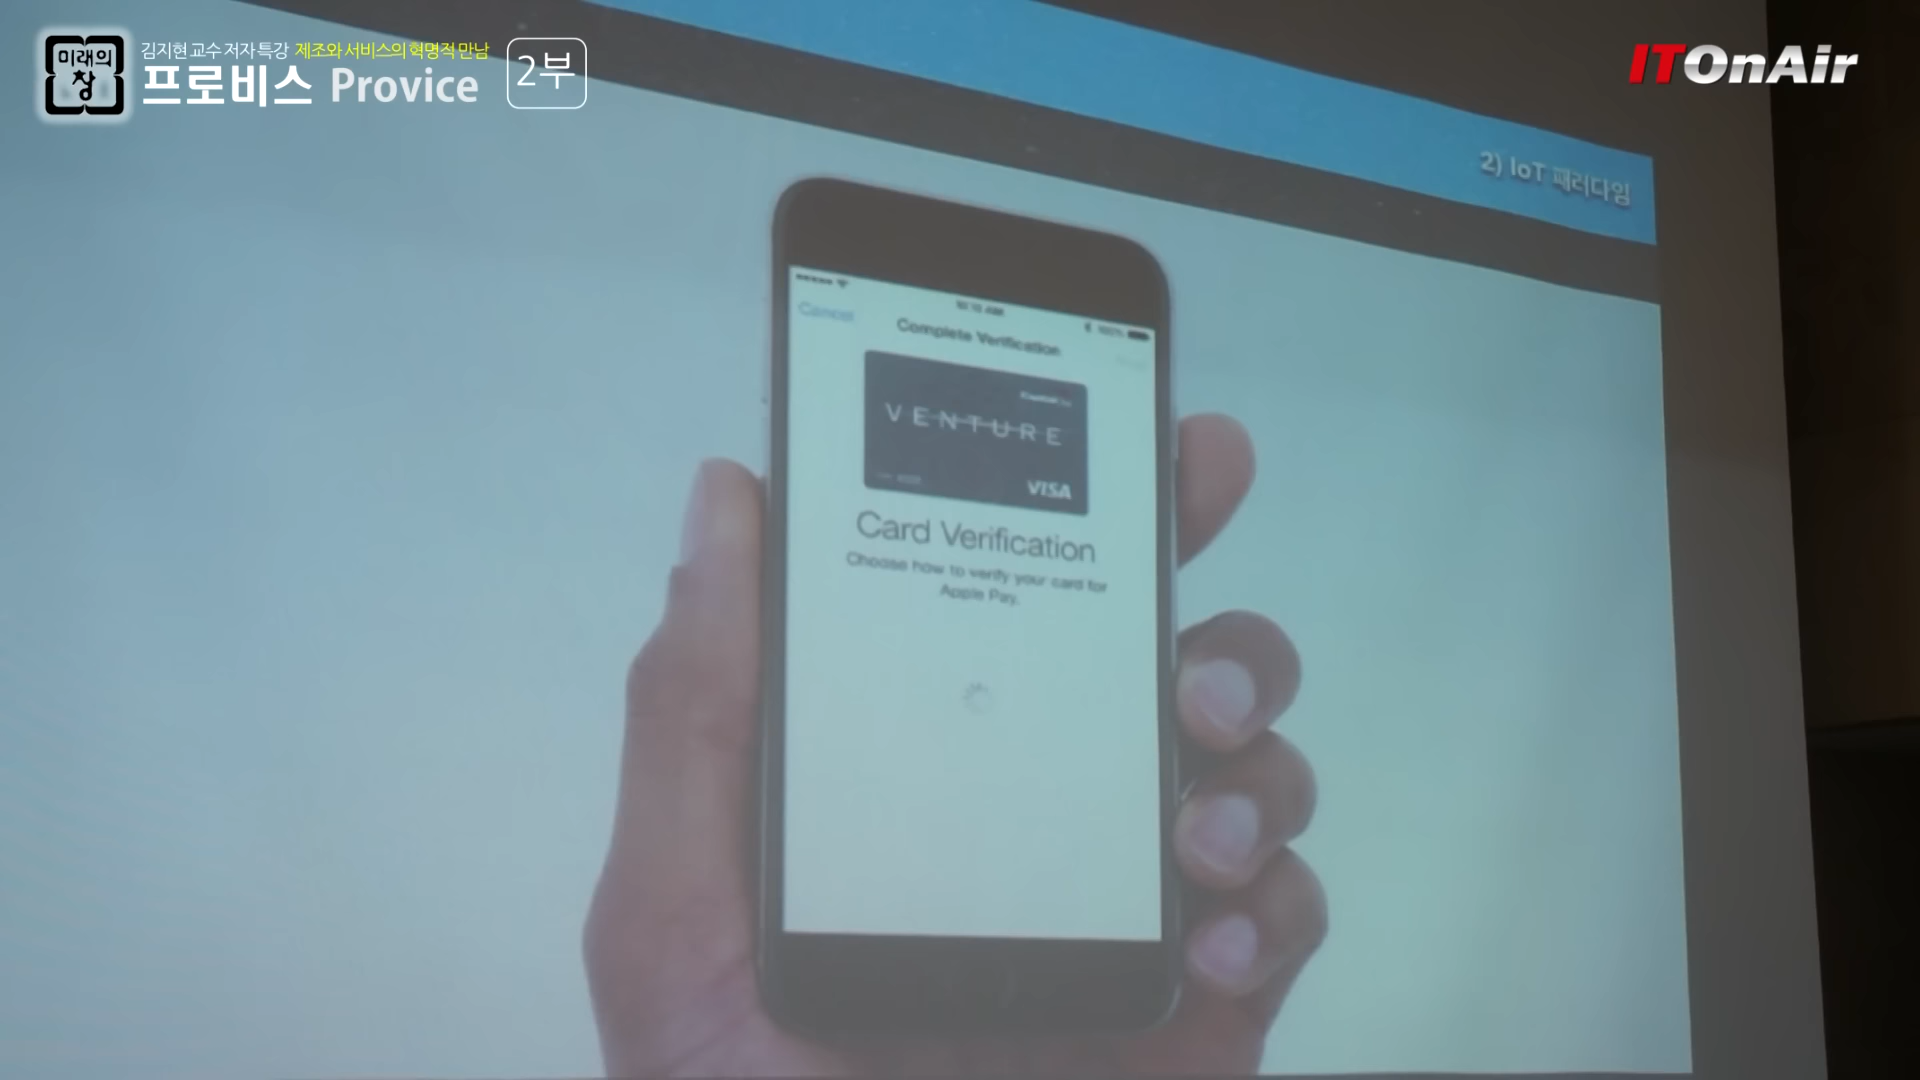 미래의
창
김지현 교수 저자 특강 제조와 서비스의 혁명적 만남
프로비스 Provice
2부
ITOnAir
2) IoT 패러다임
Cancel
Complete Verification
VENTURE
VISA
Card Verification
Choose how to verify your card for
Apple Pay.